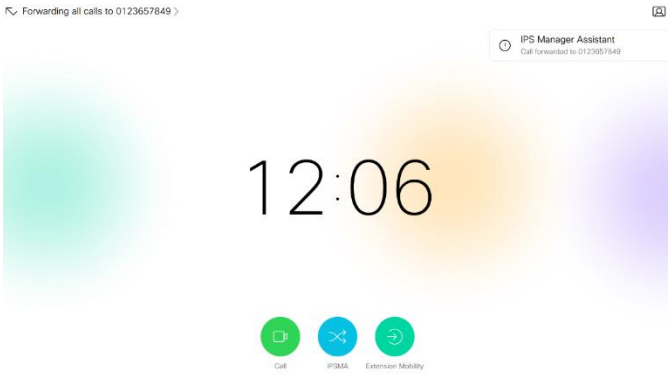 Forwarding all calls to 0123657849 >
IPS Manager Assistant
Call forwarded to 0123657849
12:06
Call
IPSMA
Extension Mobility